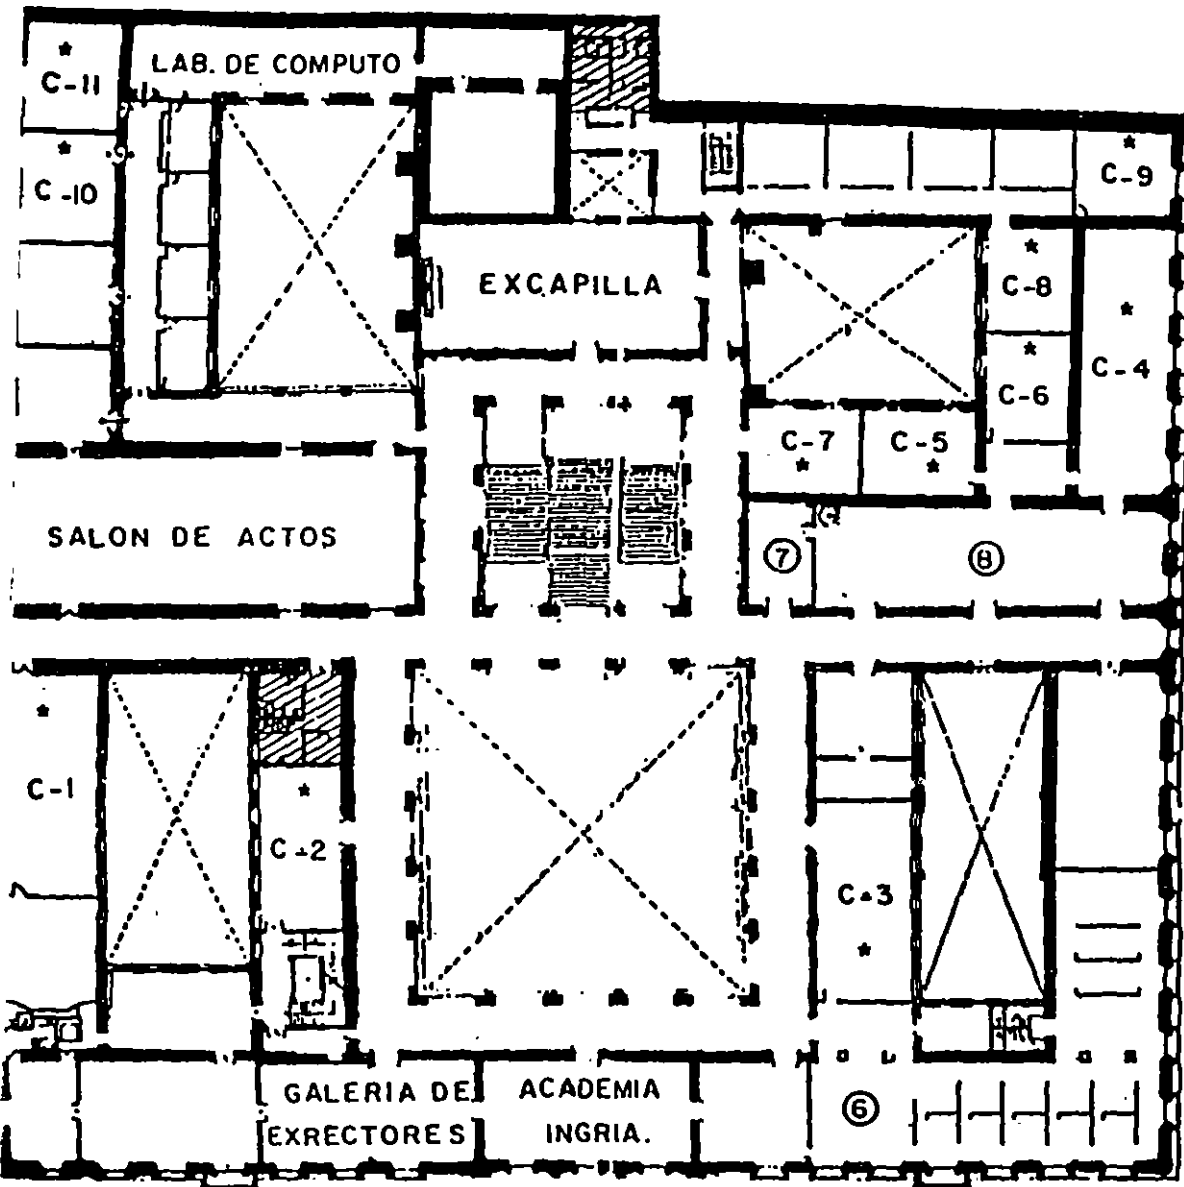 LAB. DE COMPUTO
* C-11
* C-10
* C-9
EXCAPILLA
* C-8
* C-6
* C-4
C-7 *
C-5 *
SALON DE ACTOS
7
8
* C-1
* C-2
C-3 *
GALERIA DE
EXRECTORES
ACADEMIA
INGRIA.
6